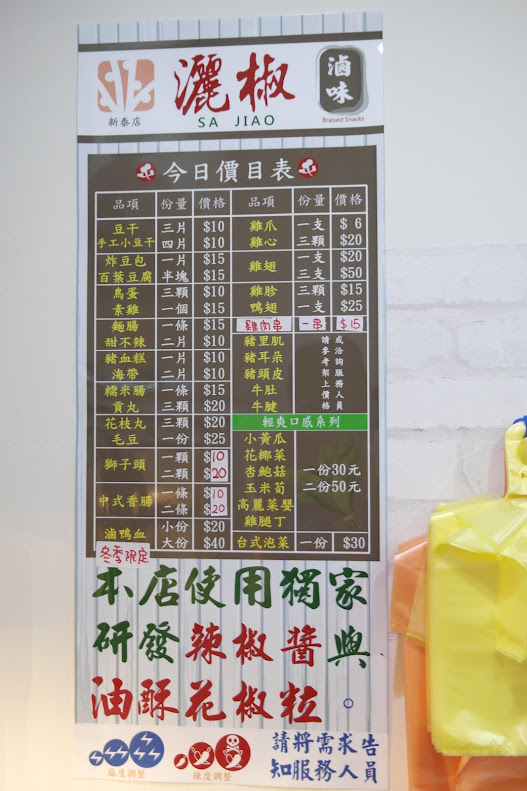 新泰店
灑椒
SA JIAO
滷味
Braised Snacks
今日價目表
品項 份量 價格
豆干 三片 $10
手工小豆干 四片 $10
炸豆包 一片 $15
百葉豆腐 半塊 $15
鳥蛋 三顆 $10
素雞 一個 $15
麵腸 一條 $15
甜不辣 二片 $10
豬血糕 一片 $10
海帶 二片 $10
糯米腸 一條 $15
貢丸 三顆 $20
花枝丸 三顆 $20
毛豆 一份 $25
獅子頭 一顆 $10
二顆 $20
中式香腸 一條 $10
二條 $20
滷鴨血 小份 $20
大份 $40
冬季限定
品項 份量 價格
雞爪 一支 $ 6
雞心 三顆 $20
雞翅 一支 $20
三支 $50
雞胗 三顆 $15
鴨翅 一支 $25
雞肉串 一串 $15
豬里肌
豬耳朵
豬頭皮
牛肚
牛腱
請參考架上價格
或洽詢服務人員
輕爽口感系列
小黃瓜
花椰菜
杏鮑菇
玉米筍
高麗菜嬰
雞腿丁
一份30元
二份50元
台式泡菜 一份 $30
本店使用獨家
研發辣椒醬與
油酥花椒粒。
麻度調整
辣度調整
請將需求告
知服務人員